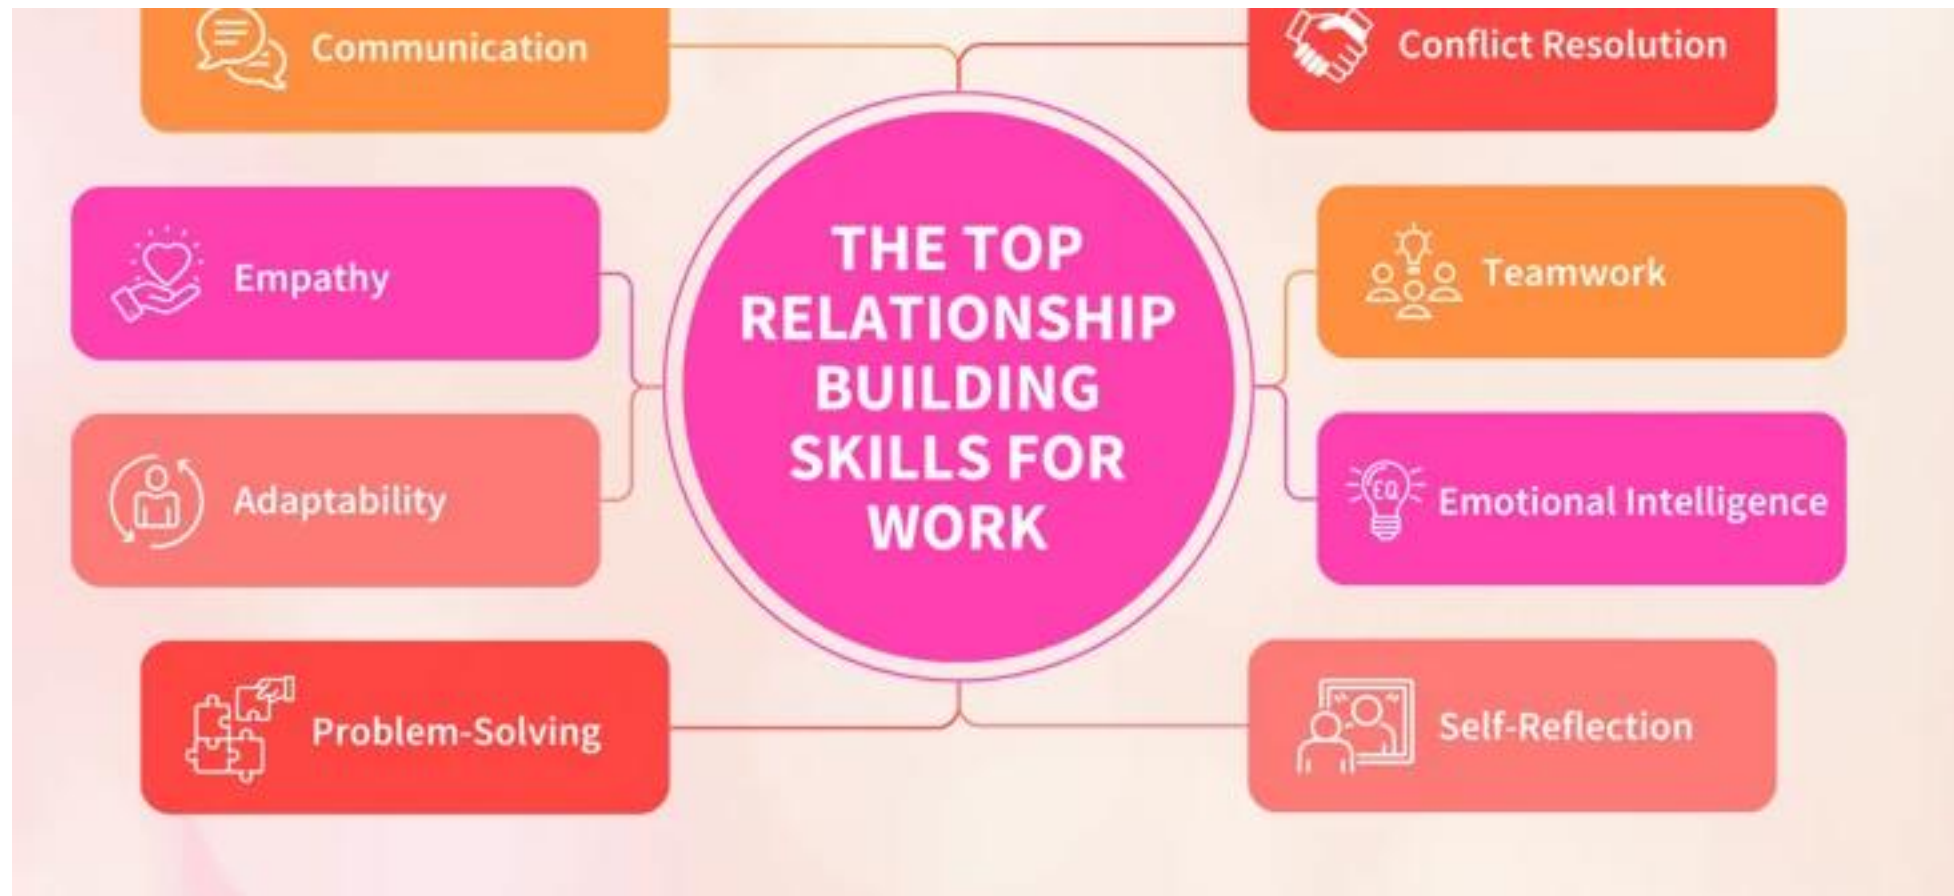 Communication
Conflict Resolution
Empathy
Adaptability
Problem-Solving
THE TOP
RELATIONSHIP
BUILDING
SKILLS FOR
WORK
Teamwork
EQ
Emotional Intelligence
Self-Reflection